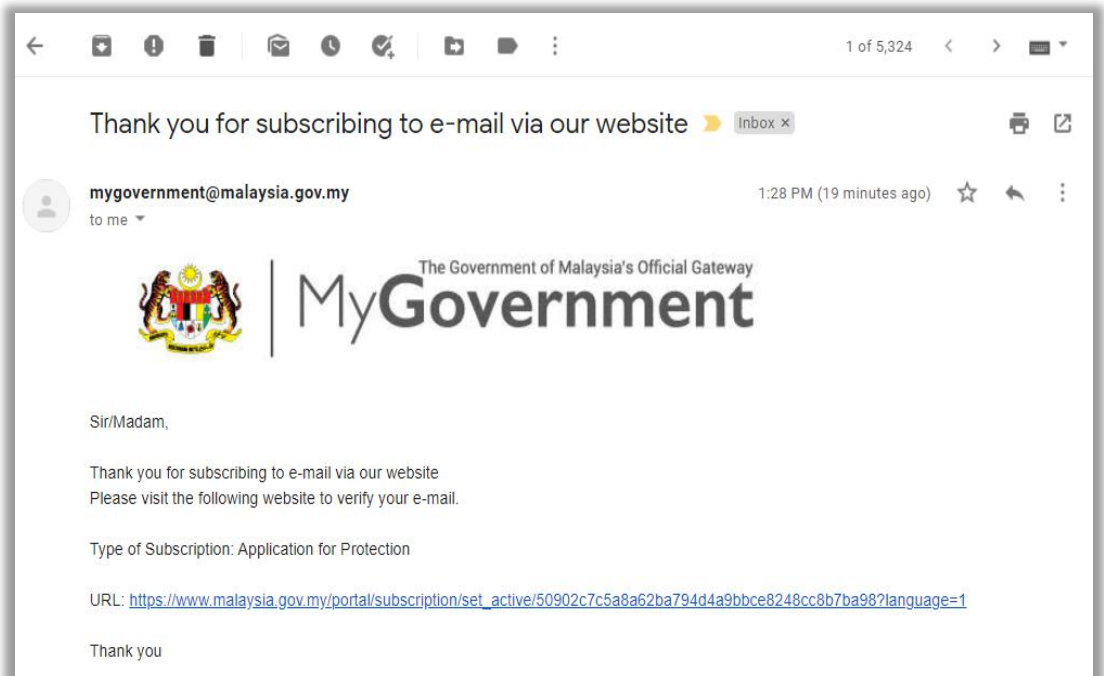 1 of 5,324
Thank you for subscribing to e-mail via our website
Inbox ×
mygovernment@malaysia.gov.my
1:28 PM (19 minutes ago)
to me
The Government of Malaysia's Official Gateway
MyGovernment
Sir/Madam,
Thank you for subscribing to e-mail via our website
Please visit the following website to verify your e-mail.
Type of Subscription: Application for Protection
URL: https://www.malaysia.gov.my/portal/subscription/set_active/50902c7c5a8a62ba794d4a9bbce8248cc8b7ba98?language=1
Thank you